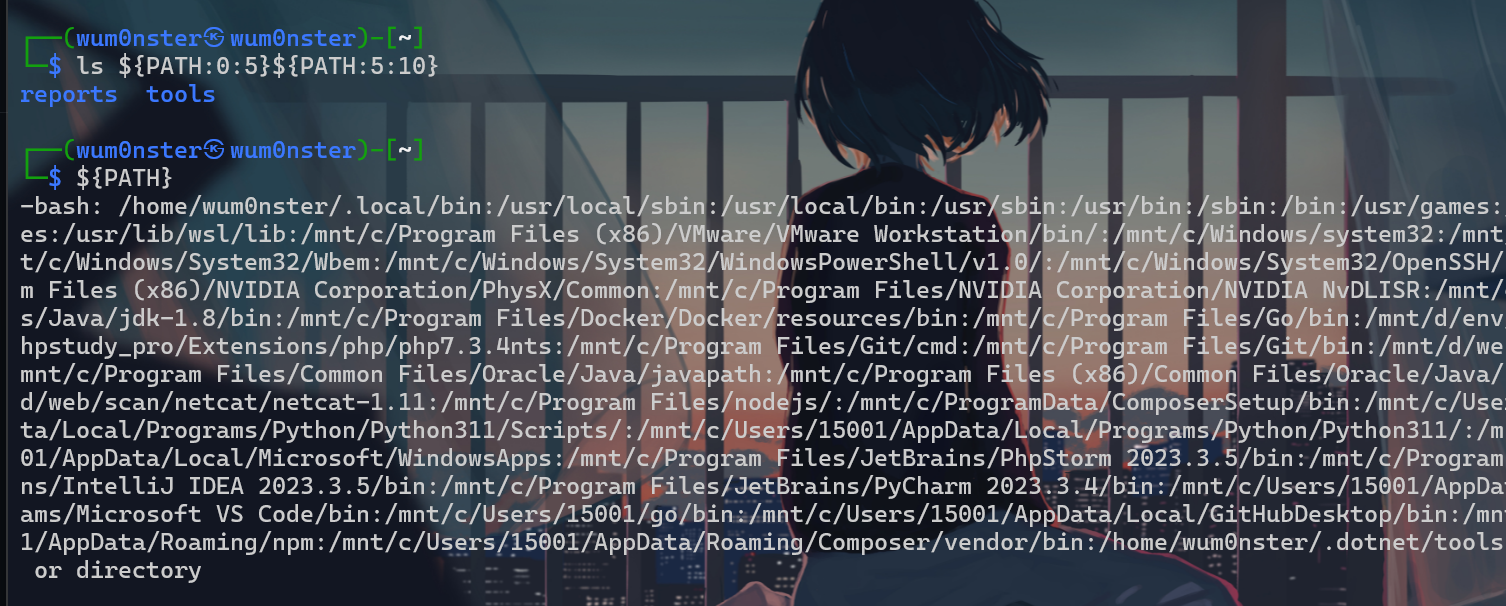 ┌──(wum0nster㉿wum0nster)-[~]
└─$ ls ${PATH:0:5}${PATH:5:10}
reports  tools
┌──(wum0nster㉿wum0nster)-[~]
└─$ ${PATH}
-bash: /home/wum0nster/.local/bin:/usr/local/sbin:/usr/local/bin:/usr/sbin:/usr/bin:/sbin:/bin:/usr/games:
es:/usr/lib/wsl/lib:/mnt/c/Program Files (x86)/VMware/VMware Workstation/bin/:/mnt/c/Windows/system32:/mnt
t/c/Windows/System32/Wbem:/mnt/c/Windows/System32/WindowsPowerShell/v1.0/:/mnt/c/Windows/System32/OpenSSH/
m Files (x86)/NVIDIA Corporation/PhysX/Common:/mnt/c/Program Files/NVIDIA Corporation/NVIDIA NvDLISR:/mnt/
s/Java/jdk-1.8/bin:/mnt/c/Program Files/Docker/Docker/resources/bin:/mnt/c/Program Files/Go/bin:/mnt/d/env
hpstudy_pro/Extensions/php/php7.3.4nts:/mnt/c/Program Files/Git/cmd:/mnt/c/Program Files/Git/bin:/mnt/d/we
mnt/c/Program Files/Common Files/Oracle/Java/javapath:/mnt/c/Program Files (x86)/Common Files/Oracle/Java/
d/web/scan/netcat/netcat-1.11:/mnt/c/Program Files/nodejs/:/mnt/c/ProgramData/ComposerSetup/bin:/mnt/c/Use
ta/Local/Programs/Python/Python311/Scripts/:/mnt/c/Users/15001/AppData/Local/Programs/Python/Python311/:/m
01/AppData/Local/Microsoft/WindowsApps:/mnt/c/Program Files/JetBrains/PhpStorm 2023.3.5/bin:/mnt/c/Program
ns/IntelliJ IDEA 2023.3.5/bin:/mnt/c/Program Files/JetBrains/PyCharm 2023.3.4/bin:/mnt/c/Users/15001/AppDa
ams/Microsoft VS Code/bin:/mnt/c/Users/15001/go/bin:/mnt/c/Users/15001/AppData/Local/GitHubDesktop/bin:/mn
1/AppData/Roaming/npm:/mnt/c/Users/15001/AppData/Roaming/Composer/vendor/bin:/home/wum0nster/.dotnet/tools
 or directory